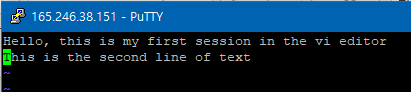 165.246.38.151 - PuTTY
Hello, this is my first session in the vi editor
This is the second line of text
~
~